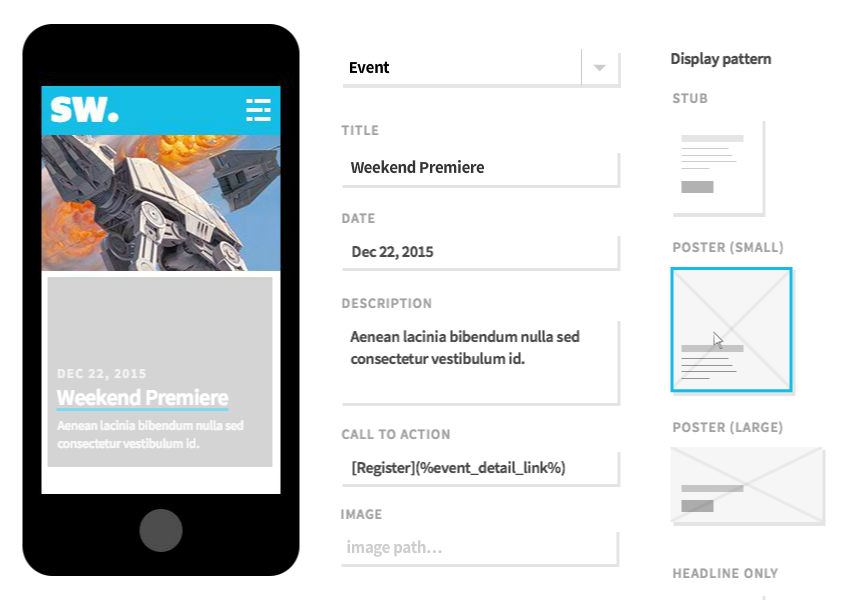 SW.
DEC 22, 2015
Weekend Premiere
Aenean lacinia bibendum nulla sed
consectetur vestibulum id.
Event
TITLE
Weekend Premiere
DATE
Dec 22, 2015
DESCRIPTION
Aenean lacinia bibendum nulla sed
consectetur vestibulum id.
CALL TO ACTION
[Register](%event_detail_link%)
IMAGE
image path...
Display pattern
STUB
POSTER (SMALL)
POSTER (LARGE)
HEADLINE ONLY